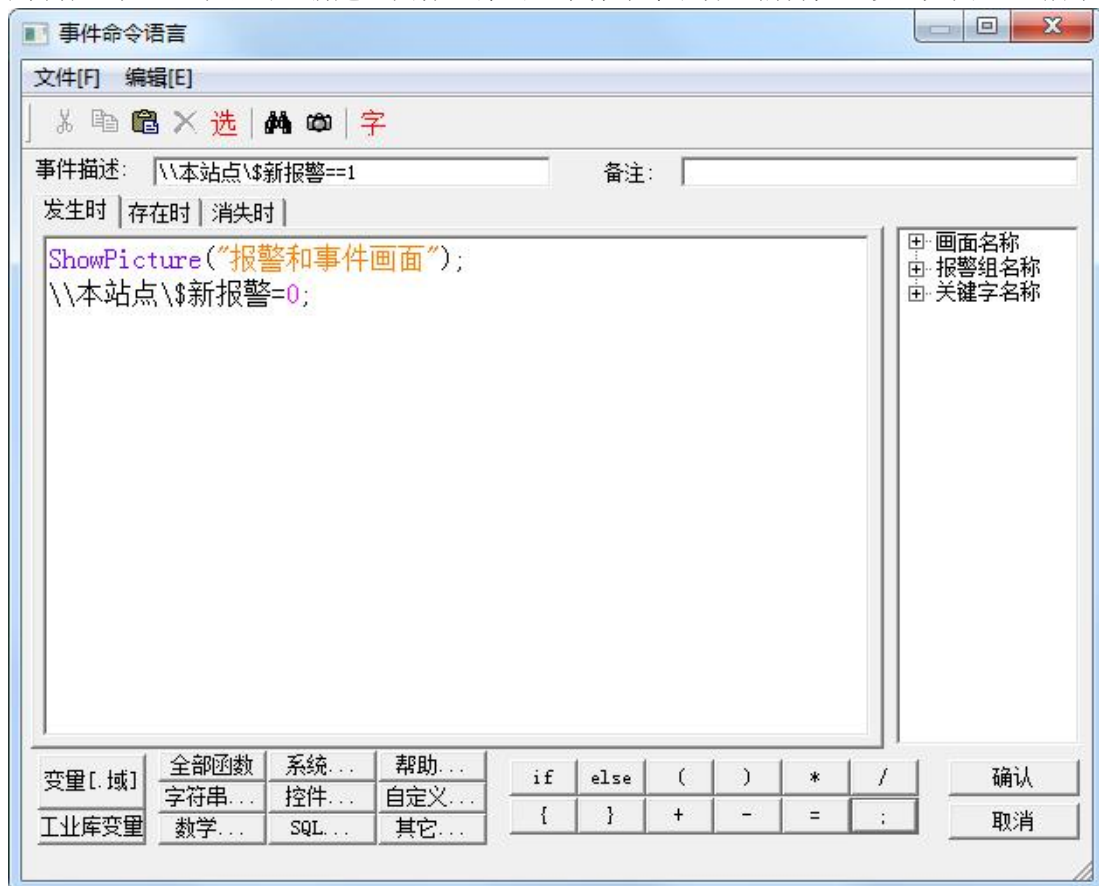 事件命令语言
文件[F] 编辑[E]
选 字
事件描述: \\本站点\$新报警==1 备注:
发生时 存在时 消失时
ShowPicture("报警和事件画面");
\\本站点\$新报警=0;
画面名称
报警组名称
关键字名称
变量[.域] 全部函数 系统... 帮助... if else ( ) * / 确认
字符串... 控件... 自定义...
工业库变量 数学... SQL... 其它... { } + - = ; 取消